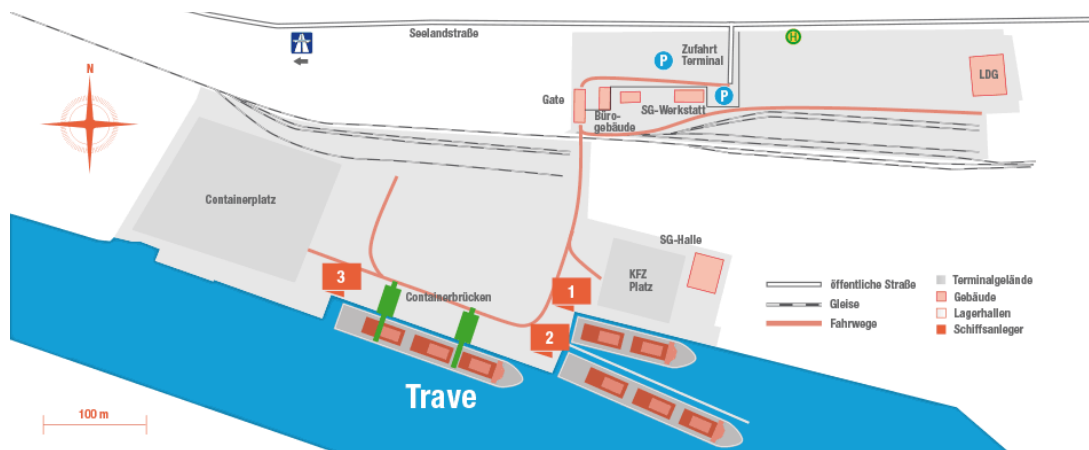 Seelandstraße
Zufahrt
Terminal
P
H
LDG
N
Gate
P
Büro-
gebäude
SG-Werkstatt
Containerplatz
SG-Halle
KFZ
Platz
3
Containerbrücken
1
2
öffentliche Straße
Gleise
Fahrwege
Terminalgelände
Gebäude
Lagerhallen
Schiffsanleger
Trave
100 m